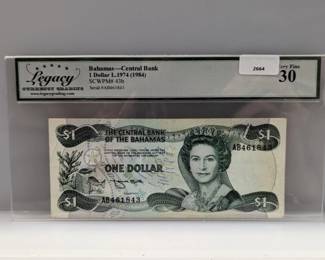 Legacy
CURRENCY GRADING
www.legacygrading.com
Bahamas---Central Bank
1 Dollar L.1974 (1984)
SCWPM# 43b
Serial #AB461843
2664
Very Fine
30
$1
THE CENTRAL BANK
OF THE BAHAMAS
$1
AB461843
ONE DOLLAR
AB461843
$1
$1